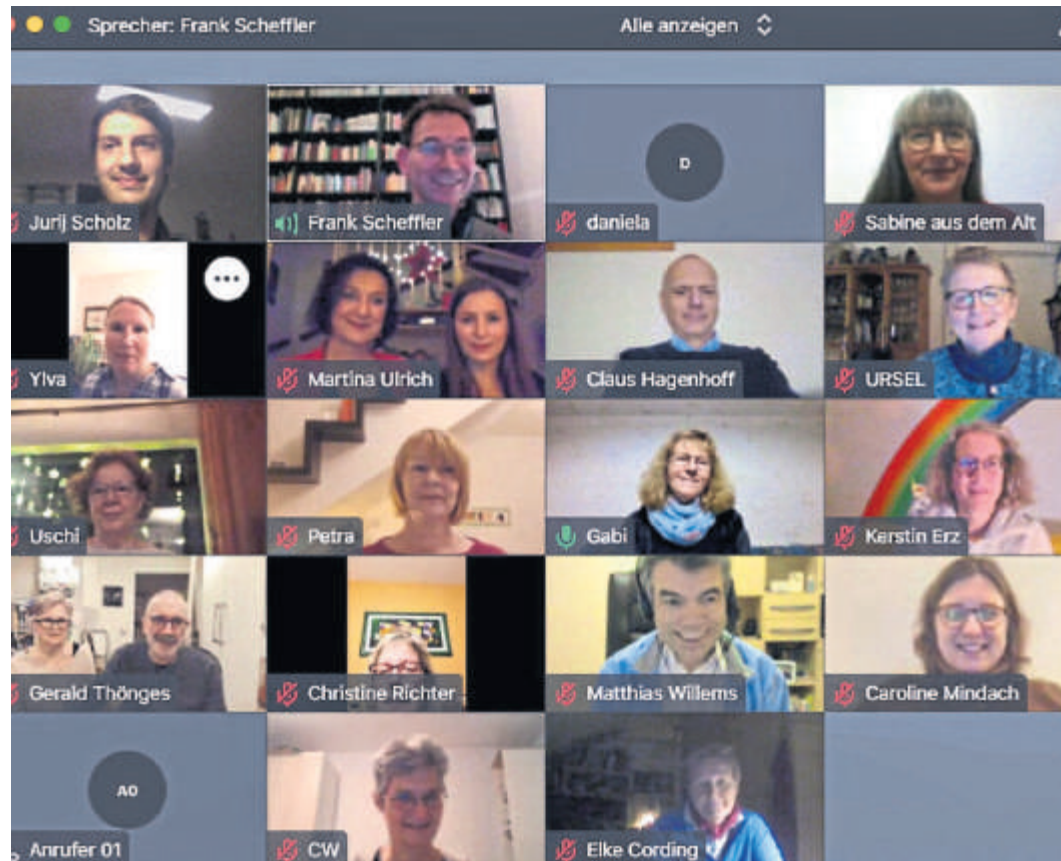 Sprecher: Frank Scheffler
Alle anzeigen
Jurij Scholz
Frank Scheffler
D
daniela
Sabine aus dem Alt
Ylva
Martina Ulrich
Claus Hagenhoff
URSEL
Uschi
Petra
Gabi
Kerstin Erz
Gerald Thönges
Christine Richter
Matthias Willems
Caroline Mindach
A0
Anrufer 01
CW
Elke Cording